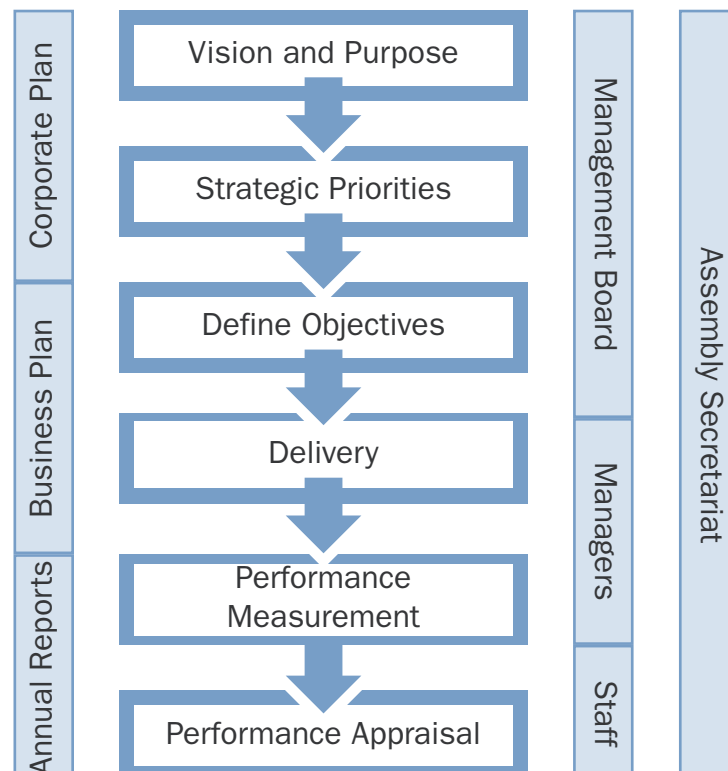 Corporate Plan
Business Plan
Annual Reports
Vision and Purpose
Strategic Priorities
Define Objectives
Delivery
Performance
Measurement
Performance Appraisal
Management Board
Managers
Staff
Assembly Secretariat